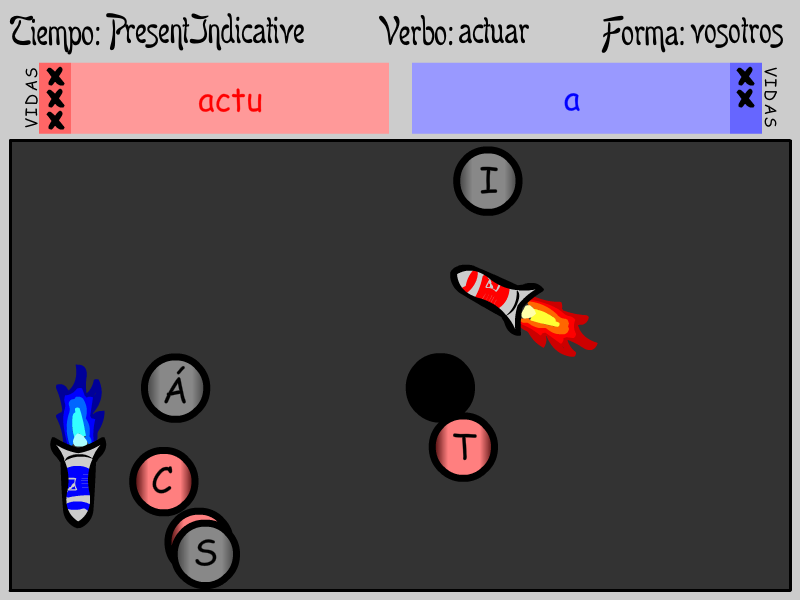 Tiempo: PresentIndicative Verbo: actuar Forma: vosotros
VIDAS actu a VIDAS
I
Á
T
C
S